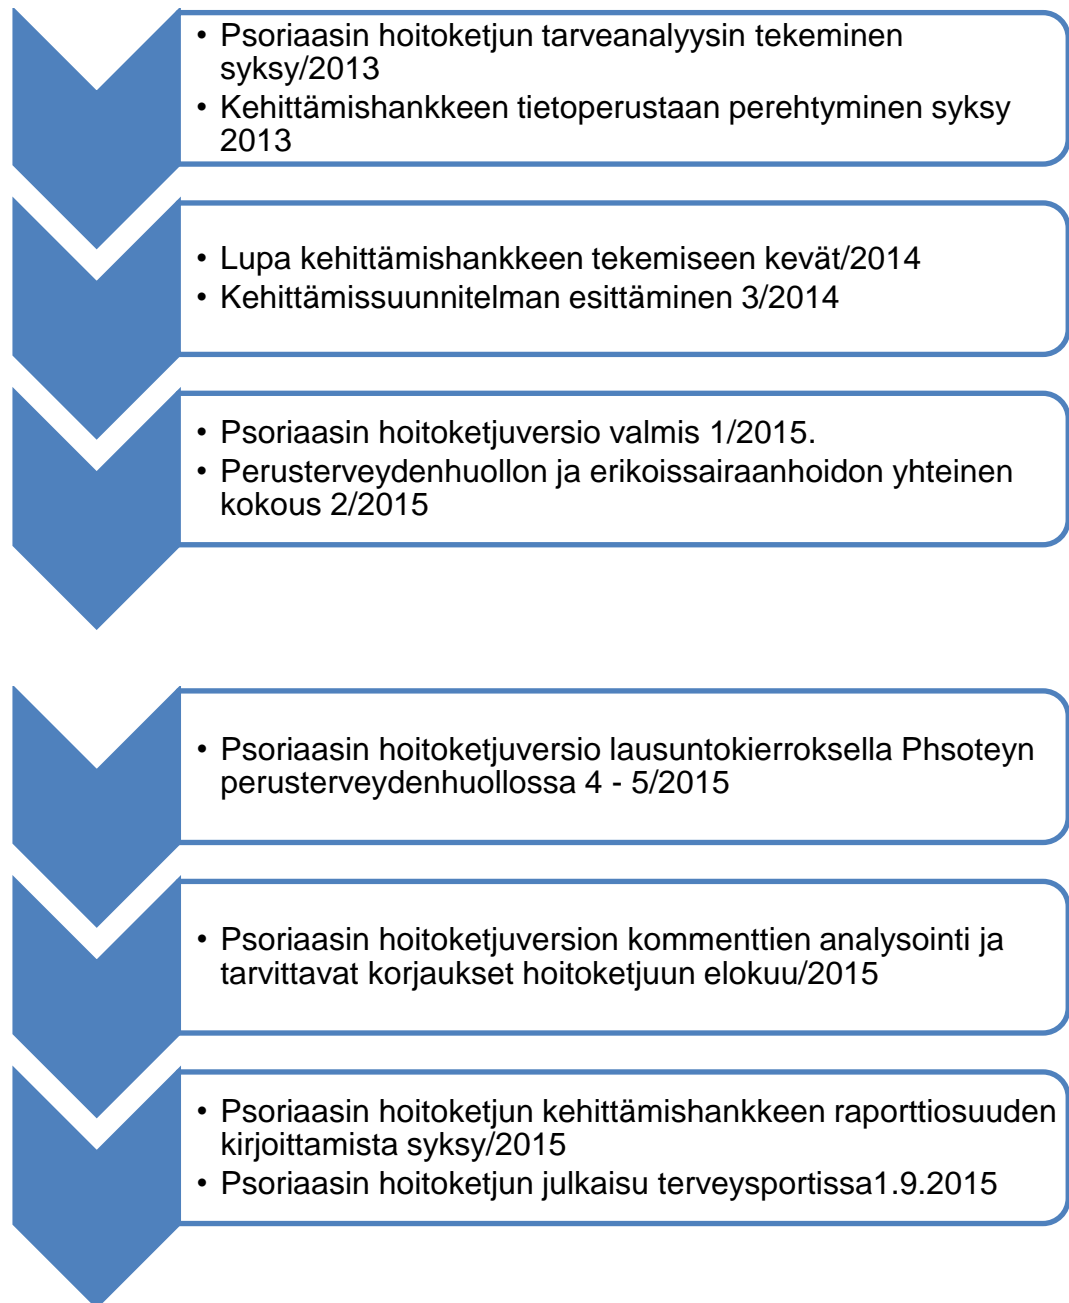 • Psoriaasin hoitoketjun tarveanalyysin tekeminen
syksy/2013
• Kehittämishankkeen tietoperustaan perehtyminen syksy
2013
• Lupa kehittämishankkeen tekemiseen kevät/2014
• Kehittämissuunnitelman esittäminen 3/2014
• Psoriaasin hoitoketjuversio valmis 1/2015.
• Perusterveydenhuollon ja erikoissairaanhoidon yhteinen
kokous 2/2015
• Psoriaasin hoitoketjuversio lausuntokierroksella Phsoteyn
perusterveydenhuollossa 4 - 5/2015
• Psoriaasin hoitoketjuversion kommenttien analysointi ja
tarvittavat korjaukset hoitoketjuun elokuu/2015
• Psoriaasin hoitoketjun kehittämishankkeen raporttiosuuden
kirjoittamista syksy/2015
• Psoriaasin hoitoketjun julkaisu terveysportissa1.9.2015